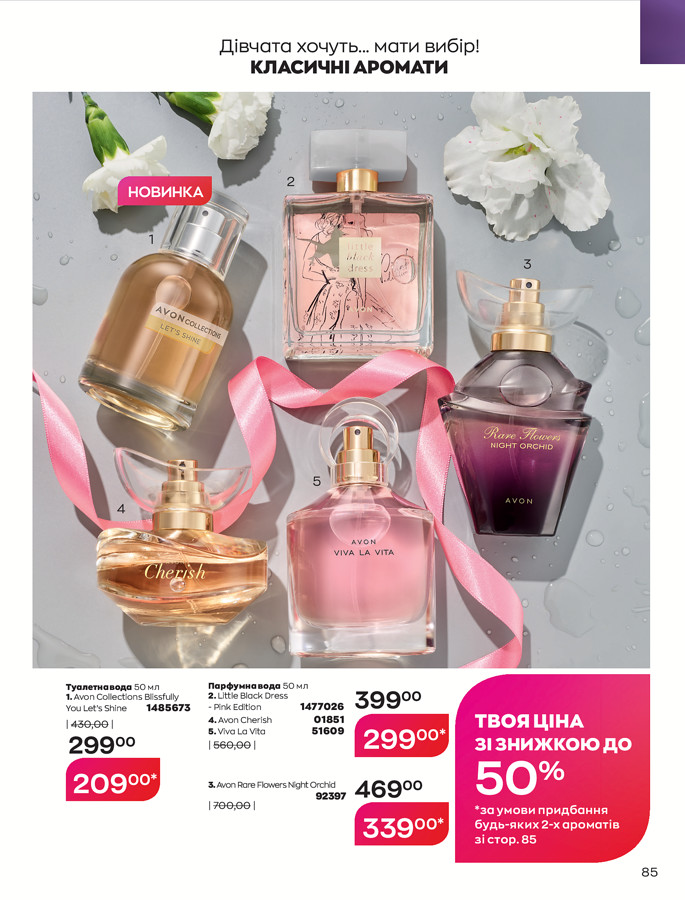 Дівчата хочуть... мати вибір!
КЛАСИЧНІ АРОМАТИ
НОВИНКА
1
2
3
4
5
AVON COLLECTIONS
LET'S SHINE
little
black
dress
AVON
Rare Flowers
NIGHT ORCHID
AVON
Cherish
AVON
VIVA LA VITA
Туалетна вода 50 мл
1. Avon Collections Blissfully
You Let's Shine 1485673
| 430,00 |
29900
20900*
Парфумна вода 50 мл
2. Little Black Dress
- Pink Edition 1477026
4. Avon Cherish 01851
5. Viva La Vita 51609
| 560,00 |
39900
29900*
3. Avon Rare Flowers Night Orchid
92397
| 700,00 |
46900
33900*
ТВОЯ ЦІНА
ЗІ ЗНИЖКОЮ ДО
50%
*за умови придбання
будь-яких 2-х ароматів
зі стор. 85
85